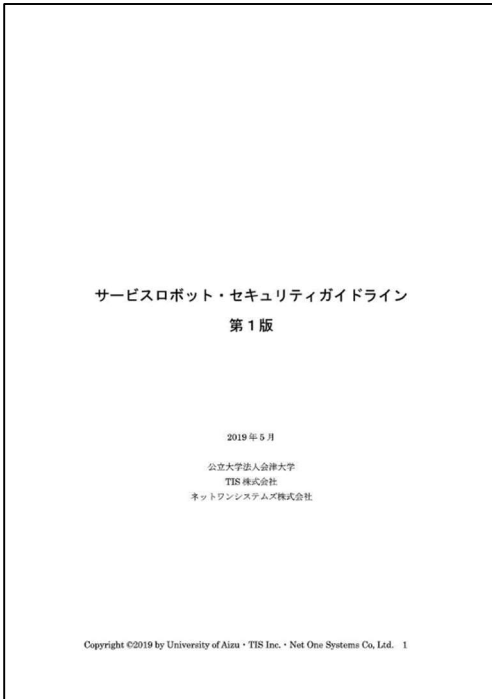 サービスロボット・セキュリティガイドライン
第1版
2019年5月
公立大学法人会津大学
TIS 株式会社
ネットワンシステムズ株式会社
Copyright ©2019 by University of Aizu・TIS Inc.・Net One Systems Co, Ltd. 1